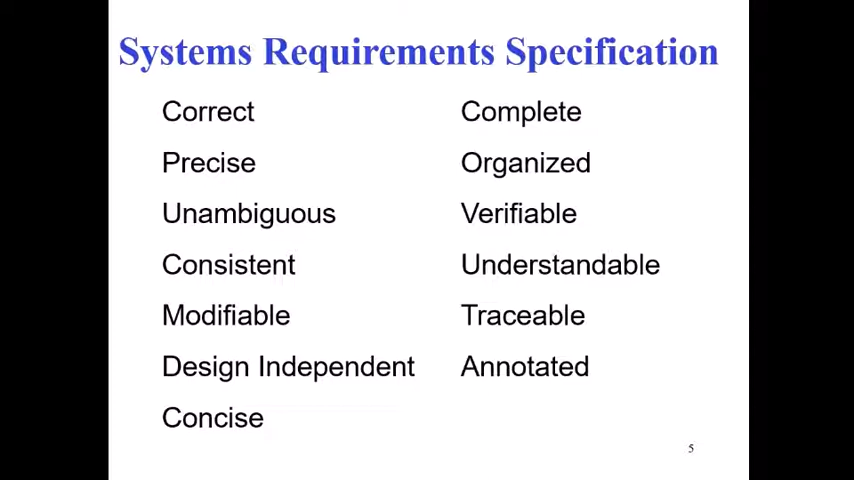 Systems Requirements Specification
Correct
Precise
Unambiguous
Consistent
Modifiable
Design Independent
Concise
Complete
Organized
Verifiable
Understandable
Traceable
Annotated
5